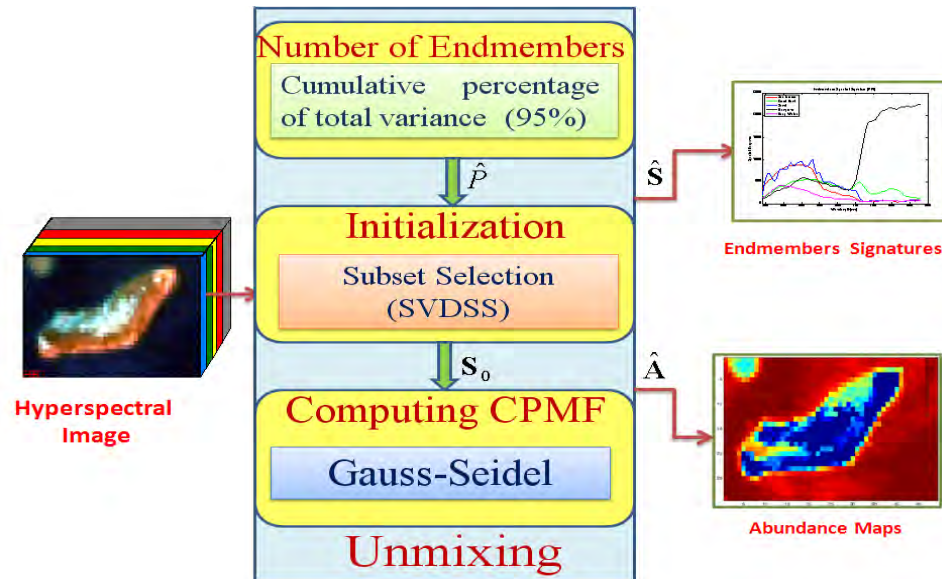 Number of Endmembers
Cumulative percentage
of total variance (95%)
P̂
Ŝ
Endmembers Signatures
Initialization
Subset Selection
(SVDSS)
Hyperspectral
Image
S₀
Â
Computing CPMF
Gauss-Seidel
Abundance Maps
Unmixing